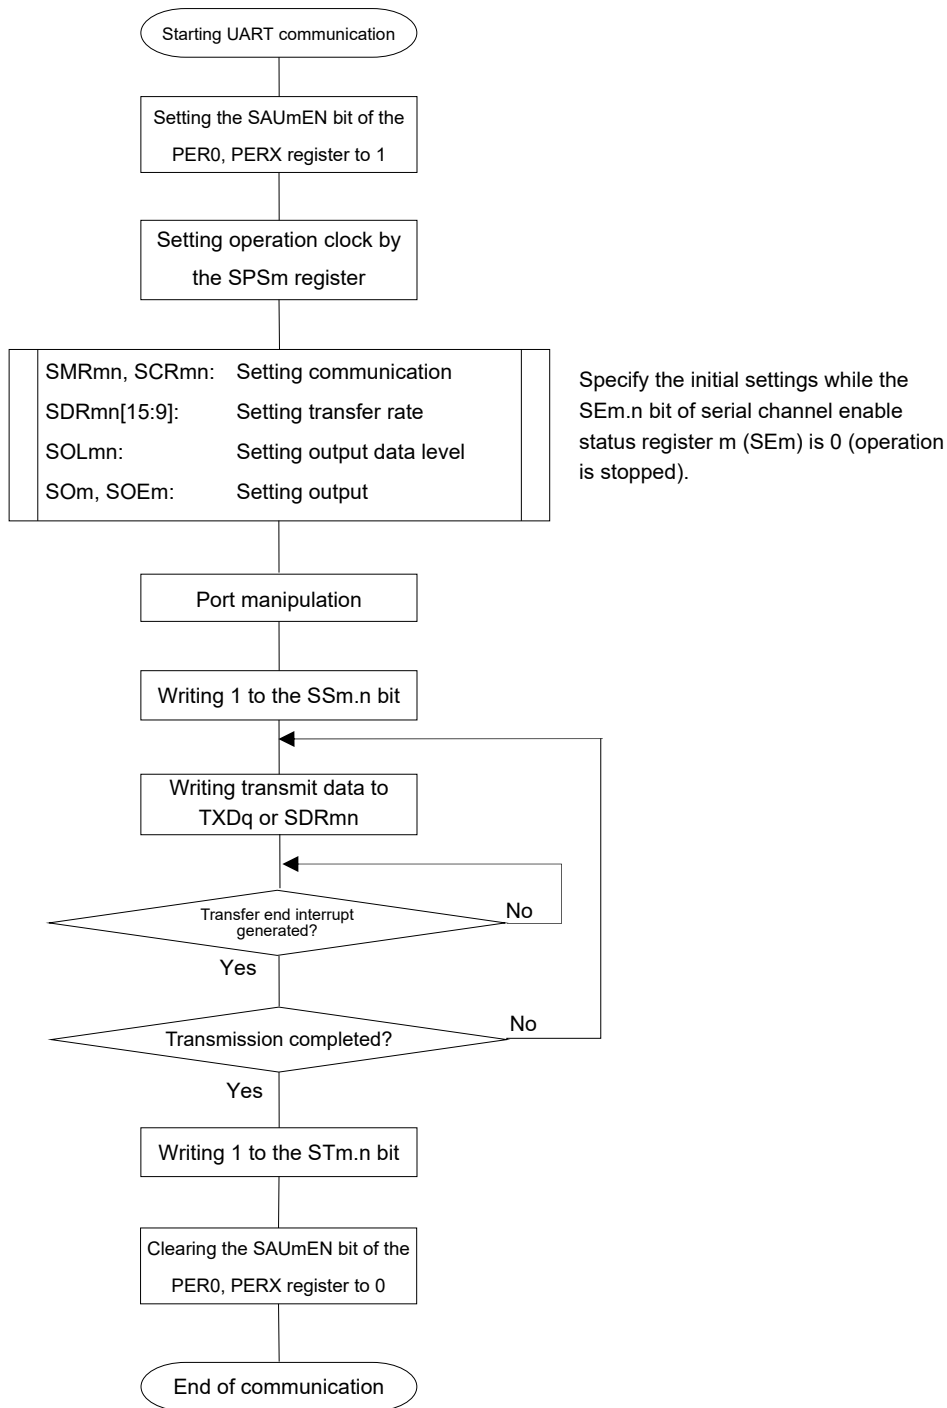 Starting UART communication
Setting the SAUmEN bit of the
PER0, PERX register to 1
Setting operation clock by
the SPSm register
SMRmn, SCRmn: Setting communication
SDRmn[15:9]: Setting transfer rate
SOLmn: Setting output data level
SOm, SOEm: Setting output
Specify the initial settings while the
SEm.n bit of serial channel enable
status register m (SEm) is 0 (operation
is stopped).
Port manipulation
Writing 1 to the SSm.n bit
Writing transmit data to
TXDq or SDRmn
Transfer end interrupt
generated?
No
Yes
Transmission completed?
No
Yes
Writing 1 to the STm.n bit
Clearing the SAUmEN bit of the
PER0, PERX register to 0
End of communication